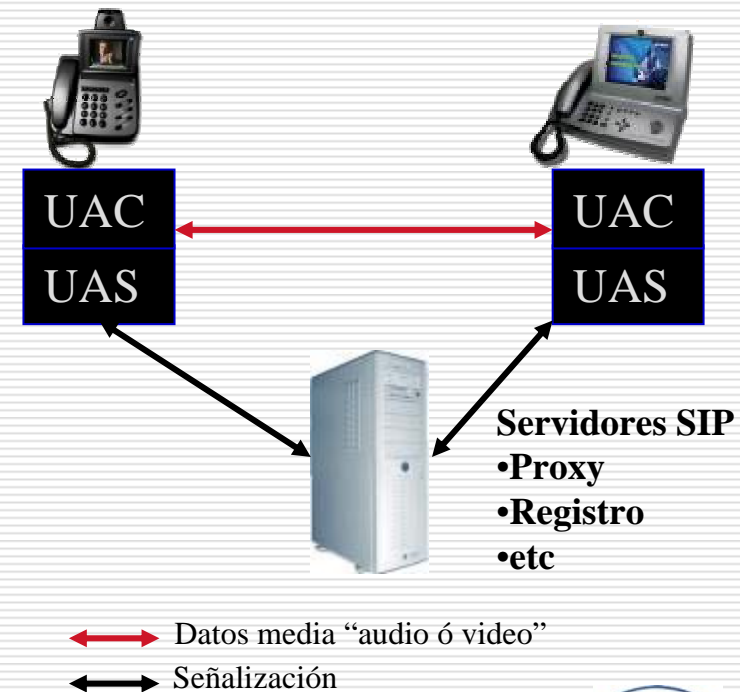 UAC
UAC
UAS
UAS
Servidores SIP
•Proxy
•Registro
•etc
Datos media “audio ó video”
Señalización